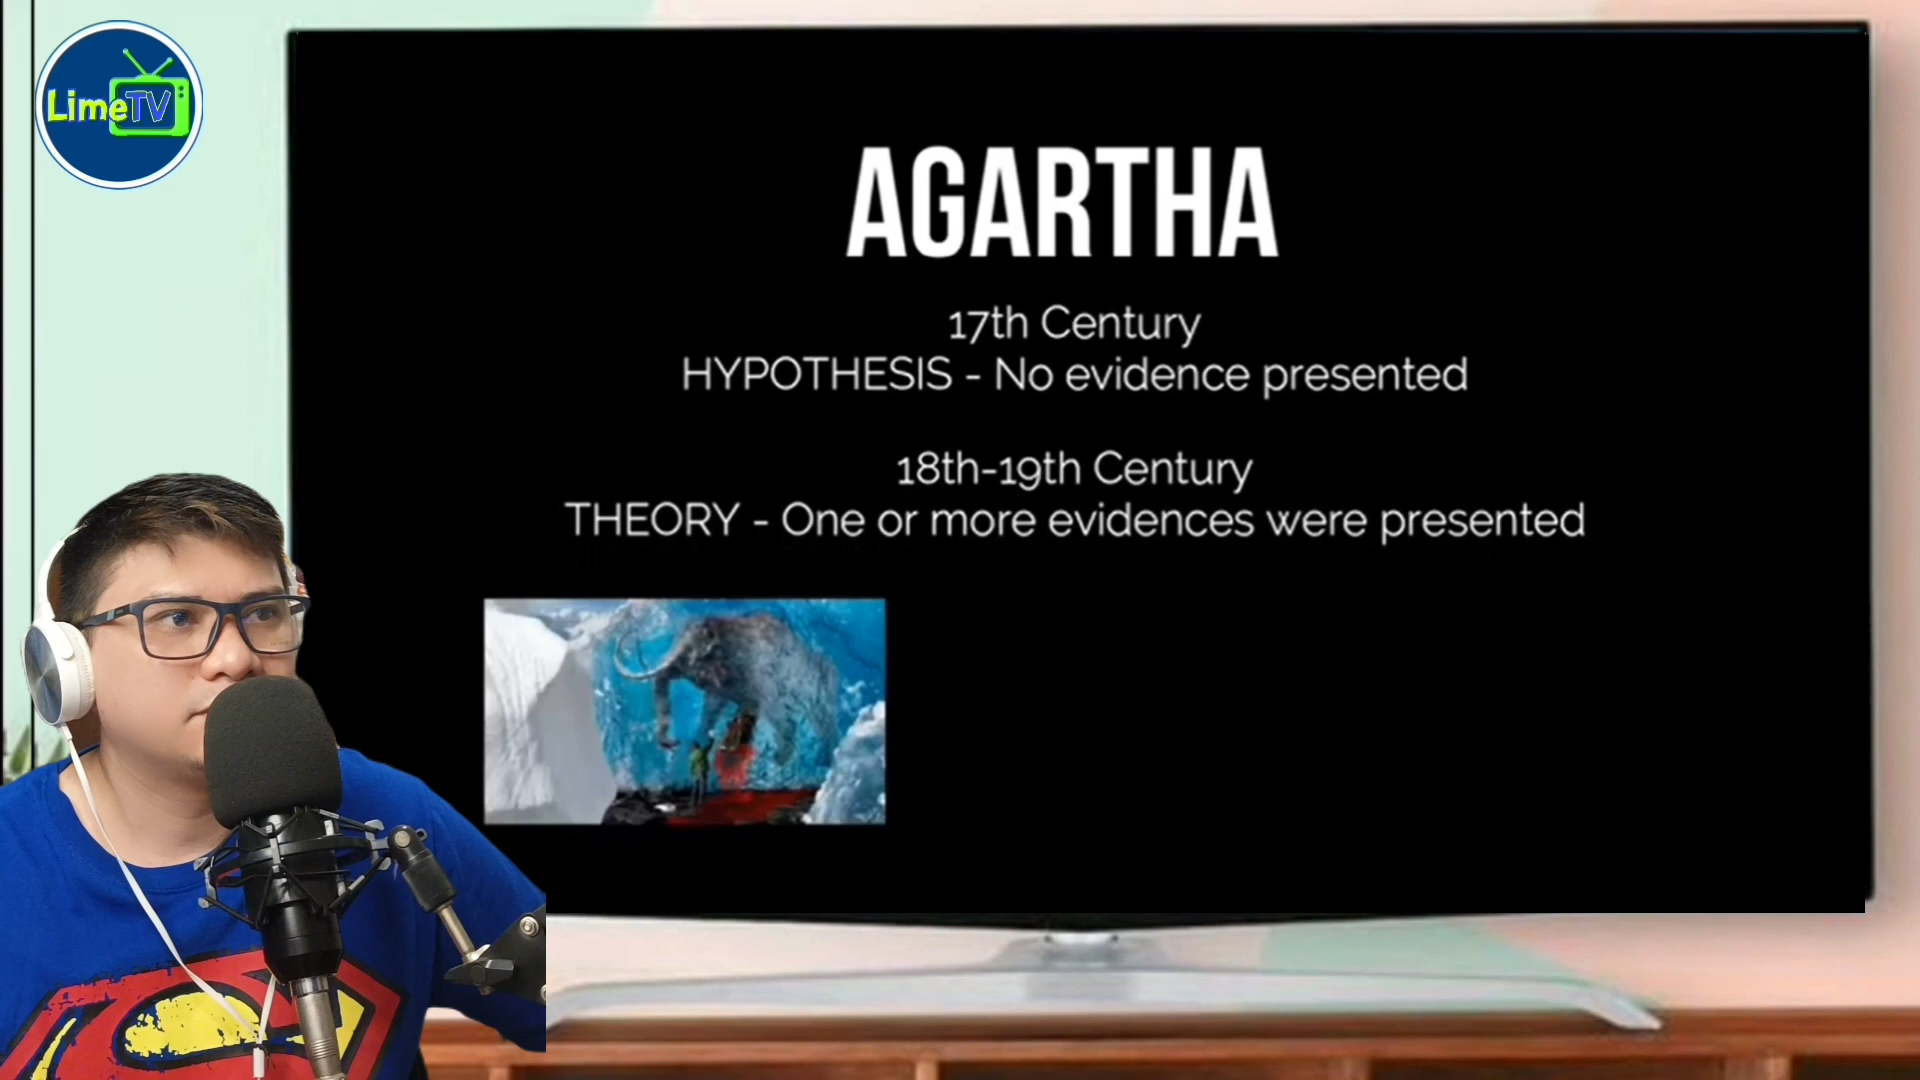 LimeTV
AGARTHA
17th Century
HYPOTHESIS - No evidence presented
18th-19th Century
THEORY - One or more evidences were presented